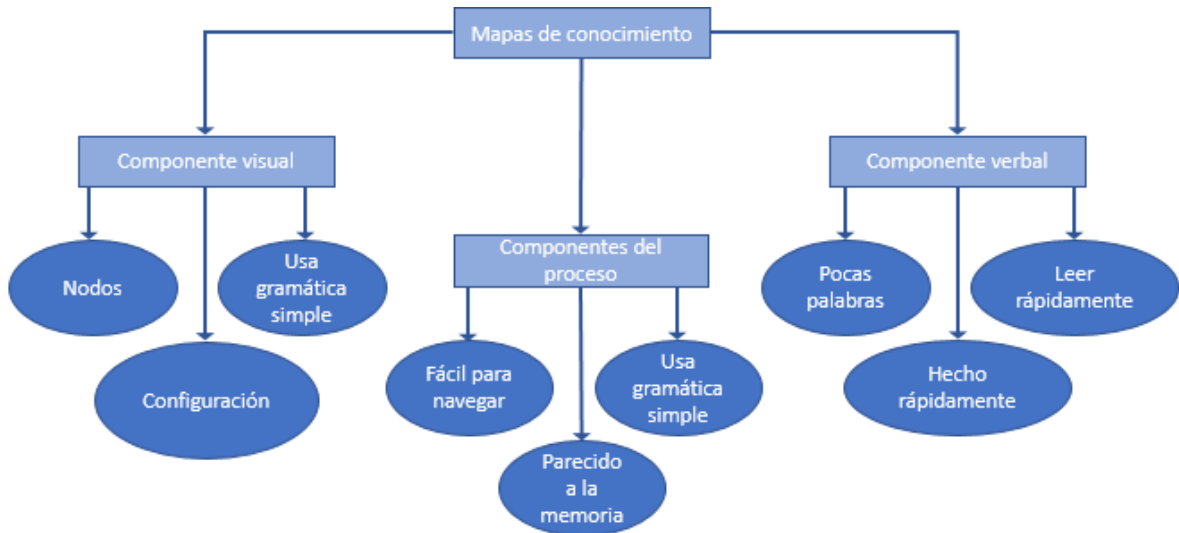 Mapas de conocimiento
Componente visual
Nodos
Configuración
Usa
gramática
simple
Componentes del
proceso
Fácil para
navegar
Parecido
a la
memoria
Usa
gramática
simple
Componente verbal
Pocas
palabras
Hecho
rápidamente
Leer
rápidamente